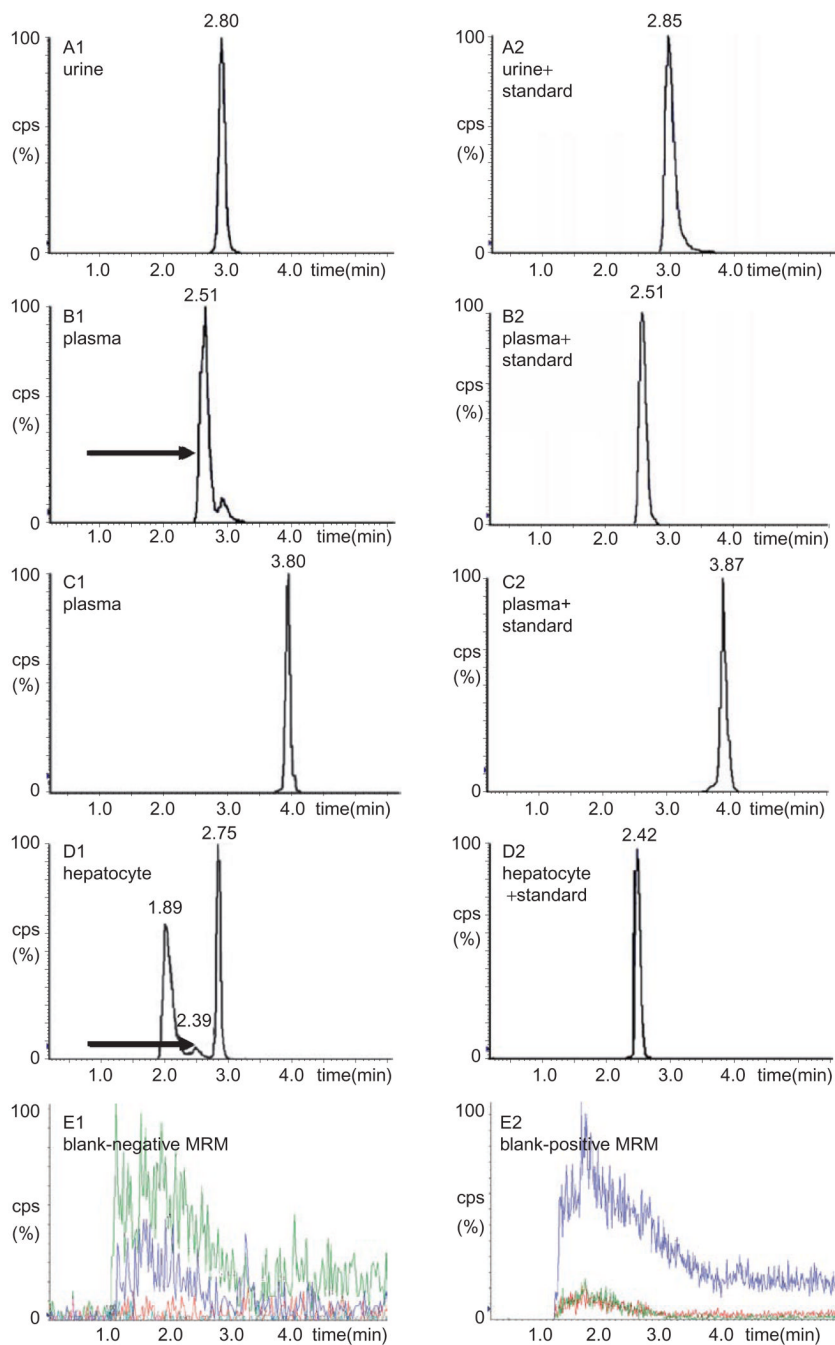 2.80
100
A1
urine
cps
(%)
0
1.0 2.0 3.0 4.0 time(min)
2.85
100
A2
urine+
standard
cps
(%)
0
1.0 2.0 3.0 4.0 time(min)
2.51
100
B1
plasma
cps
(%)
0
1.0 2.0 3.0 4.0 time(min)
2.51
100
B2
plasma+
standard
cps
(%)
0
1.0 2.0 3.0 4.0 time(min)
3.80
100
C1
plasma
cps
(%)
0
1.0 2.0 3.0 4.0 time(min)
3.87
100
C2
plasma+
standard
cps
(%)
0
1.0 2.0 3.0 4.0 time(min)
2.75
100
D1
hepatocyte
1.89
cps
(%)
2.39
0
1.0 2.0 3.0 4.0 time(min)
2.42
100
D2
hepatocyte
+standard
cps
(%)
0
1.0 2.0 3.0 4.0 time(min)
100
E1
blank-negative MRM
cps
(%)
0
1.0 2.0 3.0 4.0 time(min)
100
E2
blank-positive MRM
cps
(%)
0
1.0 2.0 3.0 4.0 time(min)